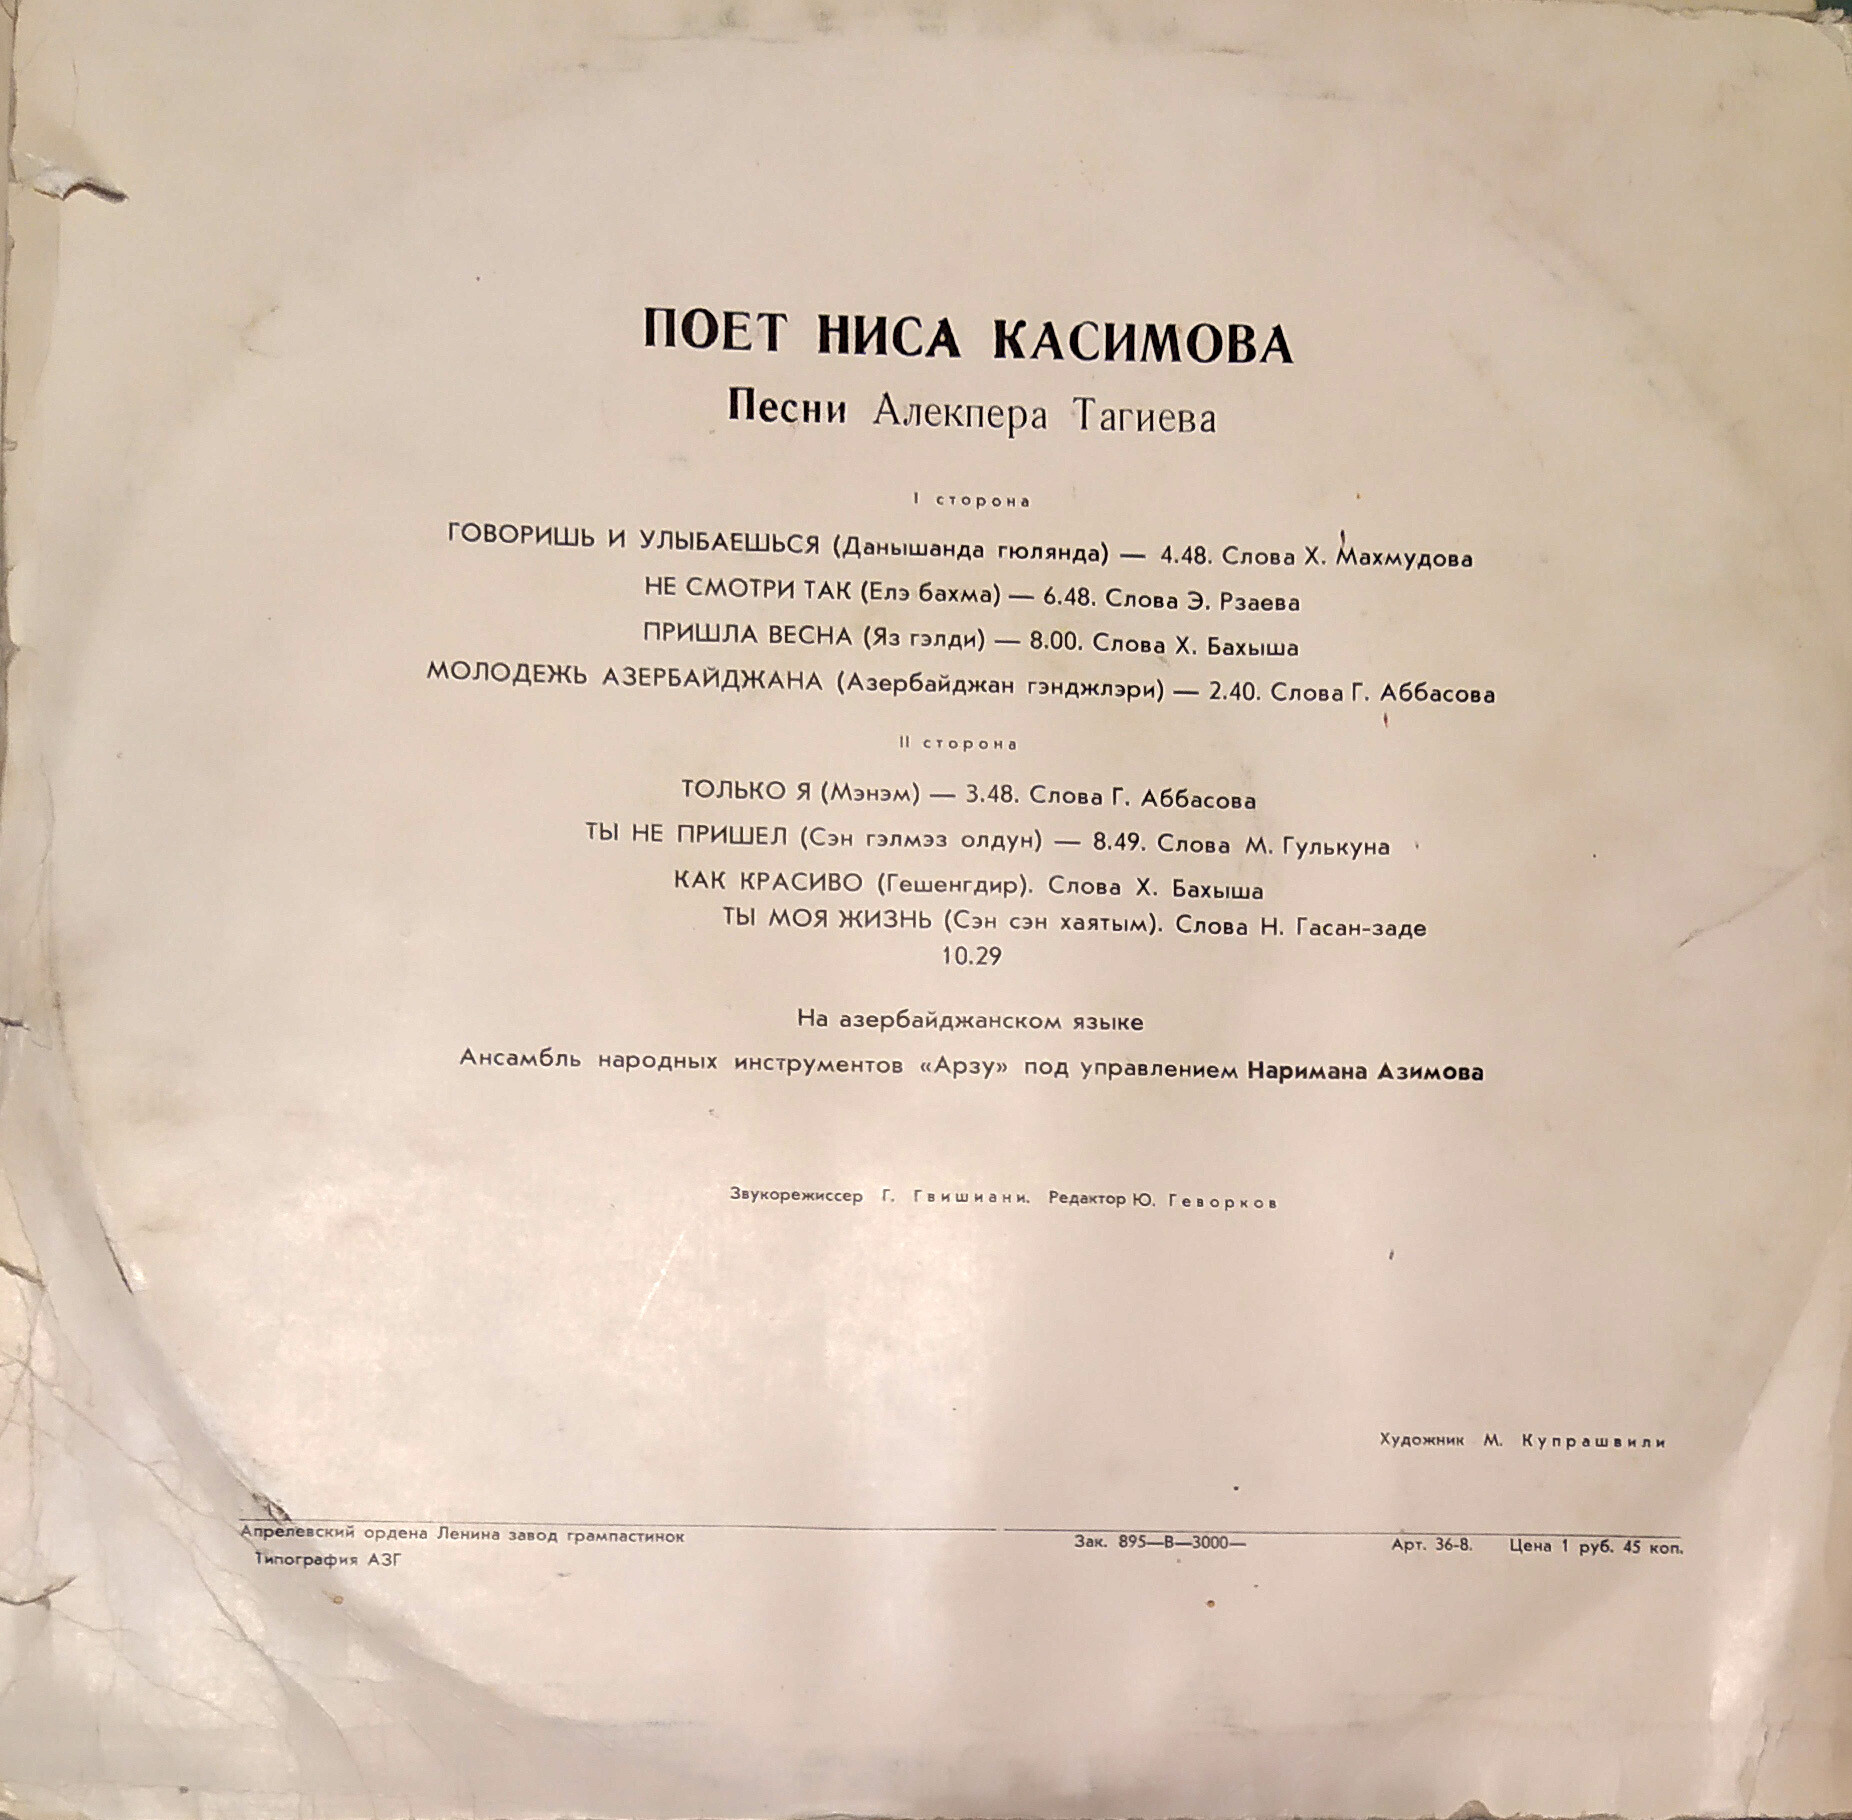 ПОЕТ НИСА КАСИМОВА
Песни Алекпера Тагиева
I сторона
ГОВОРИШЬ И УЛЫБАЕШЬСЯ (Данышанда гюлянда) — 4.48. Слова Х. Махмудова
НЕ СМОТРИ ТАК (Елэ бахма) — 6.48. Слова Э. Рзаева
ПРИШЛА ВЕСНА (Яз гэлди) — 8.00. Слова Х. Бахыша
МОЛОДЕЖЬ АЗЕРБАЙДЖАНА (Азербайджан гэнджлэри) — 2.40. Слова Г. Аббасова
II сторона
ТОЛЬКО Я (Мэнэм) — 3.48. Слова Г. Аббасова
ТЫ НЕ ПРИШЕЛ (Сэн гэлмэз олдун) — 8.49. Слова М. Гулькуна
КАК КРАСИВО (Гешенгдир). Слова Х. Бахыша
ТЫ МОЯ ЖИЗНЬ (Сэн сэн хаятым). Слова Н. Гасан-заде
10.29
На азербайджанском языке
Ансамбль народных инструментов «Арзу» под управлением Наримана Азимова
Звукорежиссер Г. Гвишиани. Редактор Ю. Геворков
Художник М. Купрашвили
Апрелевский ордена Ленина завод грампастинок Зак. 895—В—3000— Арт. 36-8. Цена 1 руб. 45 коп.
Типография АЗГ